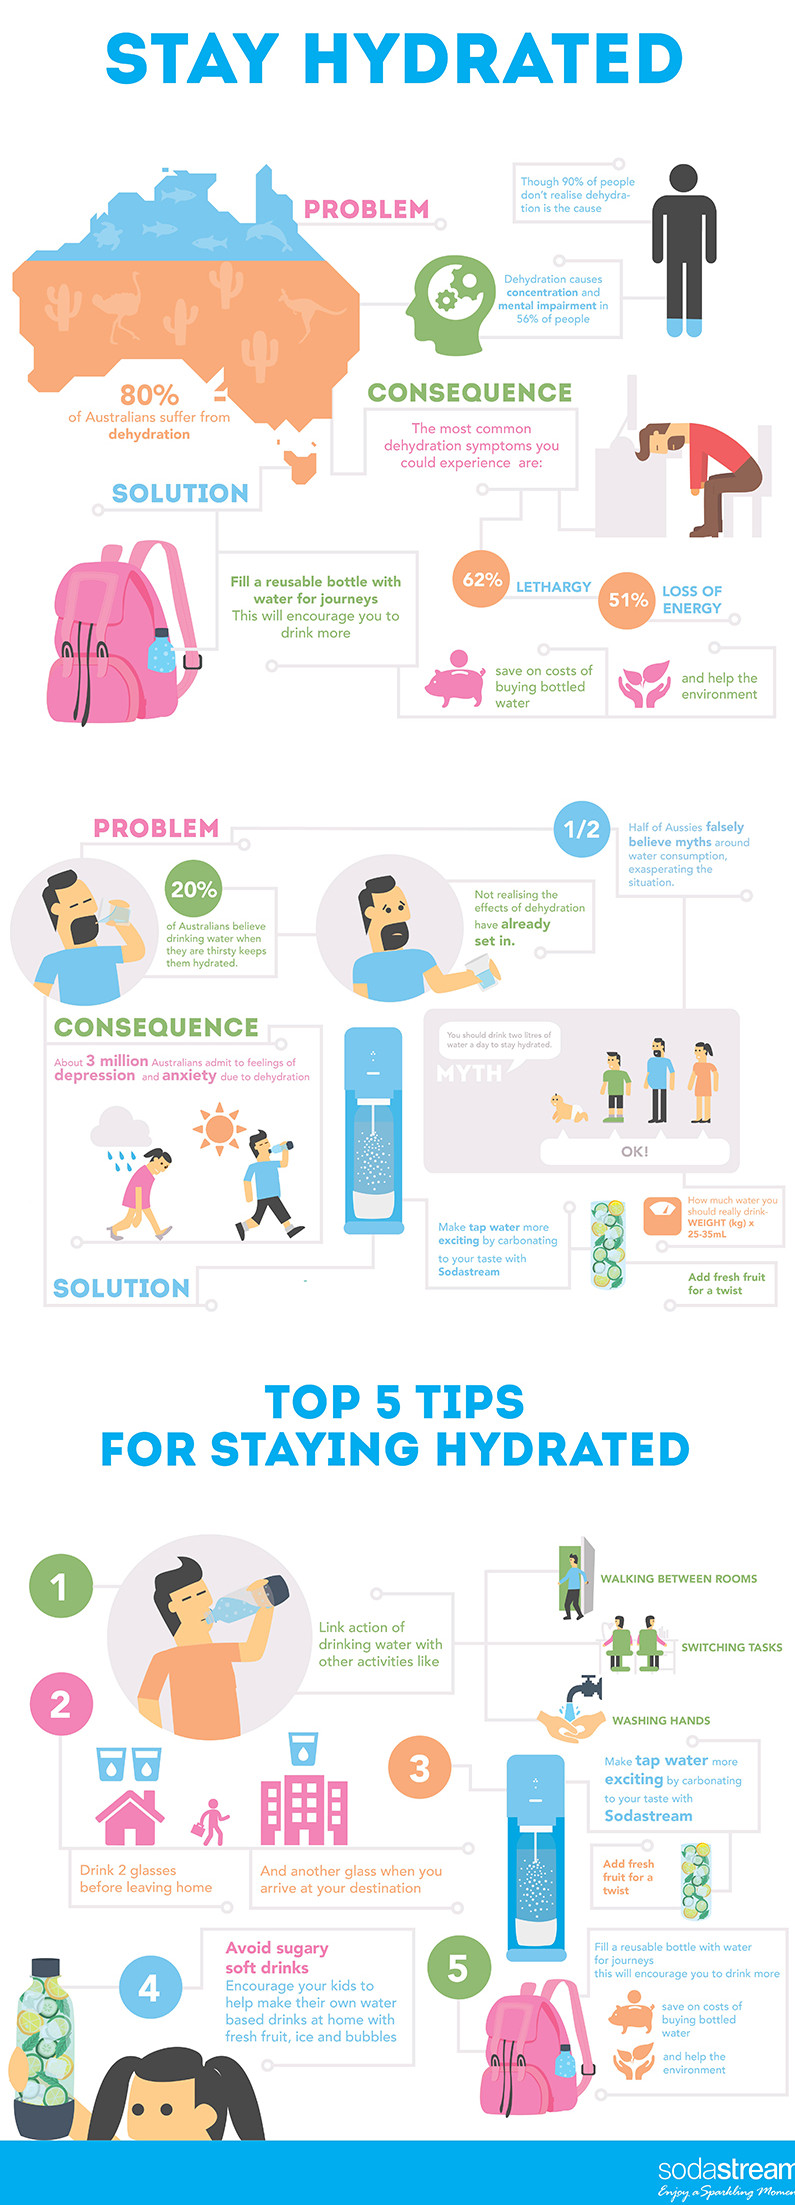 STAY HYDRATED
PROBLEM
Though 90% of people
don't realise dehydra-
tion is the cause
Dehydration causes
concentration and
mental impairment in
56% of people
80%
of Australians suffer from
dehydration
CONSEQUENCE
The most common
dehydration symptoms you
could experience are:
62%
LETHARGY
51%
LOSS OF
ENERGY
SOLUTION
Fill a reusable bottle with
water for journeys
This will encourage you to
drink more
save on costs of
buying bottled
water
and help the
environment
PROBLEM
20%
of Australians believe
drinking water when
they are thirsty keeps
them hydrated.
Not realising the
effects of dehydration
have already
set in.
1/2
Half of Aussies falsely
believe myths around
water consumption,
exasperating the
situation.
CONSEQUENCE
About 3 million Australians admit to feelings of
depression and anxiety due to dehydration
You should drink two litres of
water a day to stay hydrated.
MYTH
OK!
How much water you
should really drink-
WEIGHT (kg) x
25-35mL
SOLUTION
Make tap water more
exciting by carbonating
to your taste with
Sodastream
Add fresh fruit
for a twist
TOP 5 TIPS
FOR STAYING HYDRATED
1
Link action of
drinking water with
other activities like
WALKING BETWEEN ROOMS
SWITCHING TASKS
WASHING HANDS
2
Drink 2 glasses
before leaving home
And another glass when you
arrive at your destination
3
Make tap water more
exciting by carbonating
to your taste with
Sodastream
Add fresh
fruit for a
twist
4
Avoid sugary
soft drinks
Encourage your kids to
help make their own water
based drinks at home with
fresh fruit, ice and bubbles
5
Fill a reusable bottle with water
for journeys
this will encourage you to drink more
save on costs of
buying bottled
water
and help the
environment
sodastream
Enjoy a Sparkling Momen